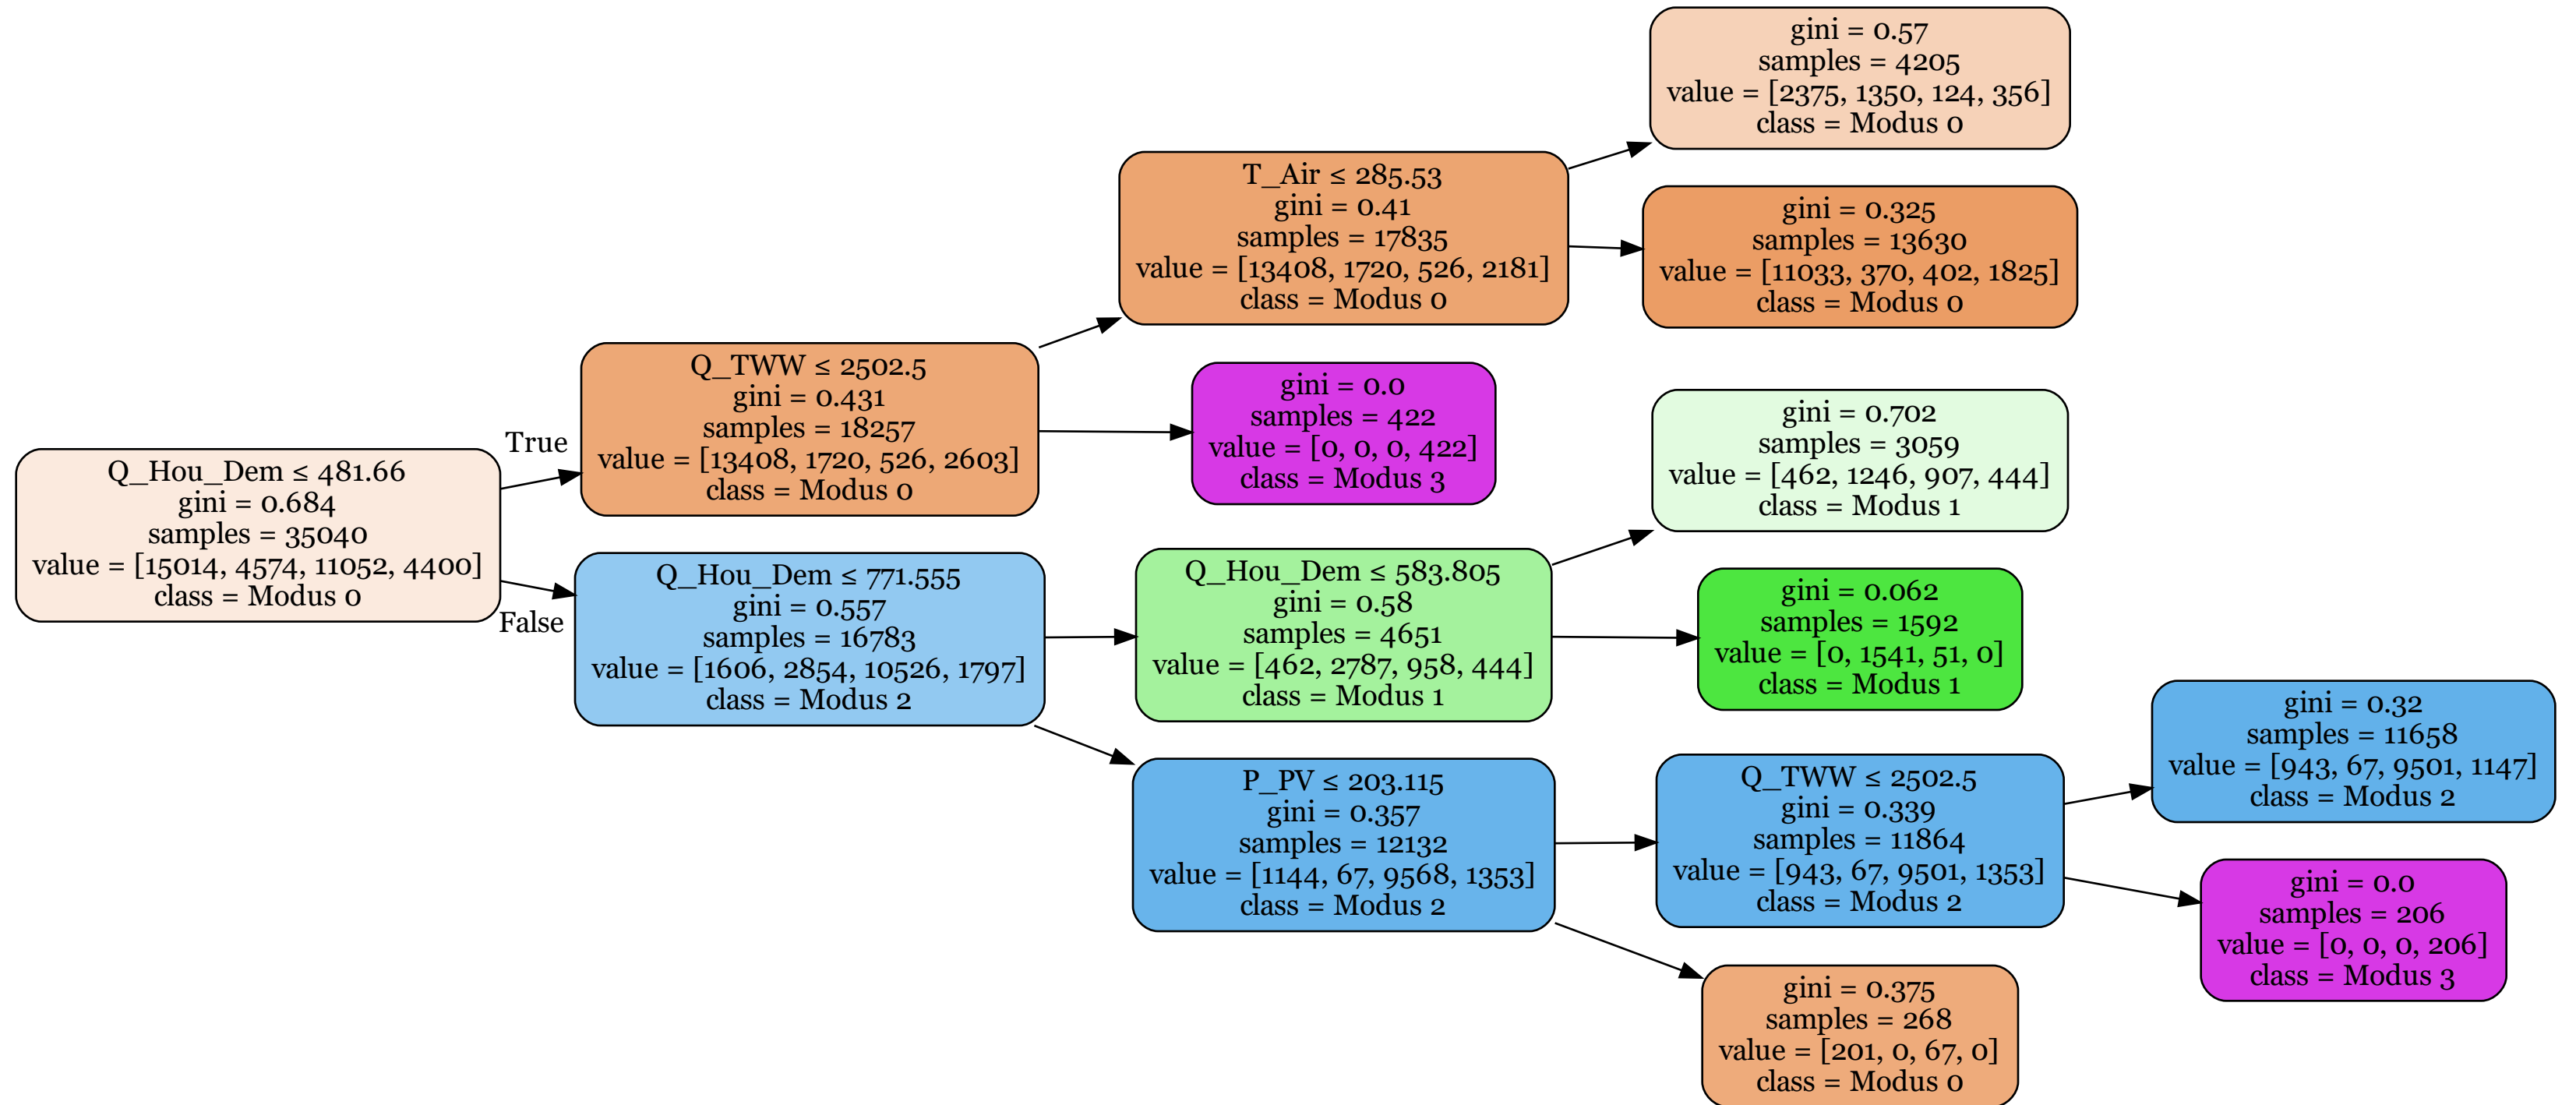 Q_Hou_Dem ≤ 481.66
gini = 0.684
samples = 35040
value = [15014, 4574, 11052, 4400]
class = Modus 0
True
False
Q_TWW ≤ 2502.5
gini = 0.431
samples = 18257
value = [13408, 1720, 526, 2603]
class = Modus 0
Q_Hou_Dem ≤ 771.555
gini = 0.557
samples = 16783
value = [1606, 2854, 10526, 1797]
class = Modus 2
T_Air ≤ 285.53
gini = 0.41
samples = 17835
value = [13408, 1720, 526, 2181]
class = Modus 0
gini = 0.0
samples = 422
value = [0, 0, 0, 422]
class = Modus 3
Q_Hou_Dem ≤ 583.805
gini = 0.58
samples = 4651
value = [462, 2787, 958, 444]
class = Modus 1
P_PV ≤ 203.115
gini = 0.357
samples = 12132
value = [1144, 67, 9568, 1353]
class = Modus 2
gini = 0.57
samples = 4205
value = [2375, 1350, 124, 356]
class = Modus 0
gini = 0.325
samples = 13630
value = [11033, 370, 402, 1825]
class = Modus 0
gini = 0.702
samples = 3059
value = [462, 1246, 907, 444]
class = Modus 1
gini = 0.062
samples = 1592
value = [0, 1541, 51, 0]
class = Modus 1
Q_TWW ≤ 2502.5
gini = 0.339
samples = 11864
value = [943, 67, 9501, 1353]
class = Modus 2
gini = 0.375
samples = 268
value = [201, 0, 67, 0]
class = Modus 0
gini = 0.32
samples = 11658
value = [943, 67, 9501, 1147]
class = Modus 2
gini = 0.0
samples = 206
value = [0, 0, 0, 206]
class = Modus 3